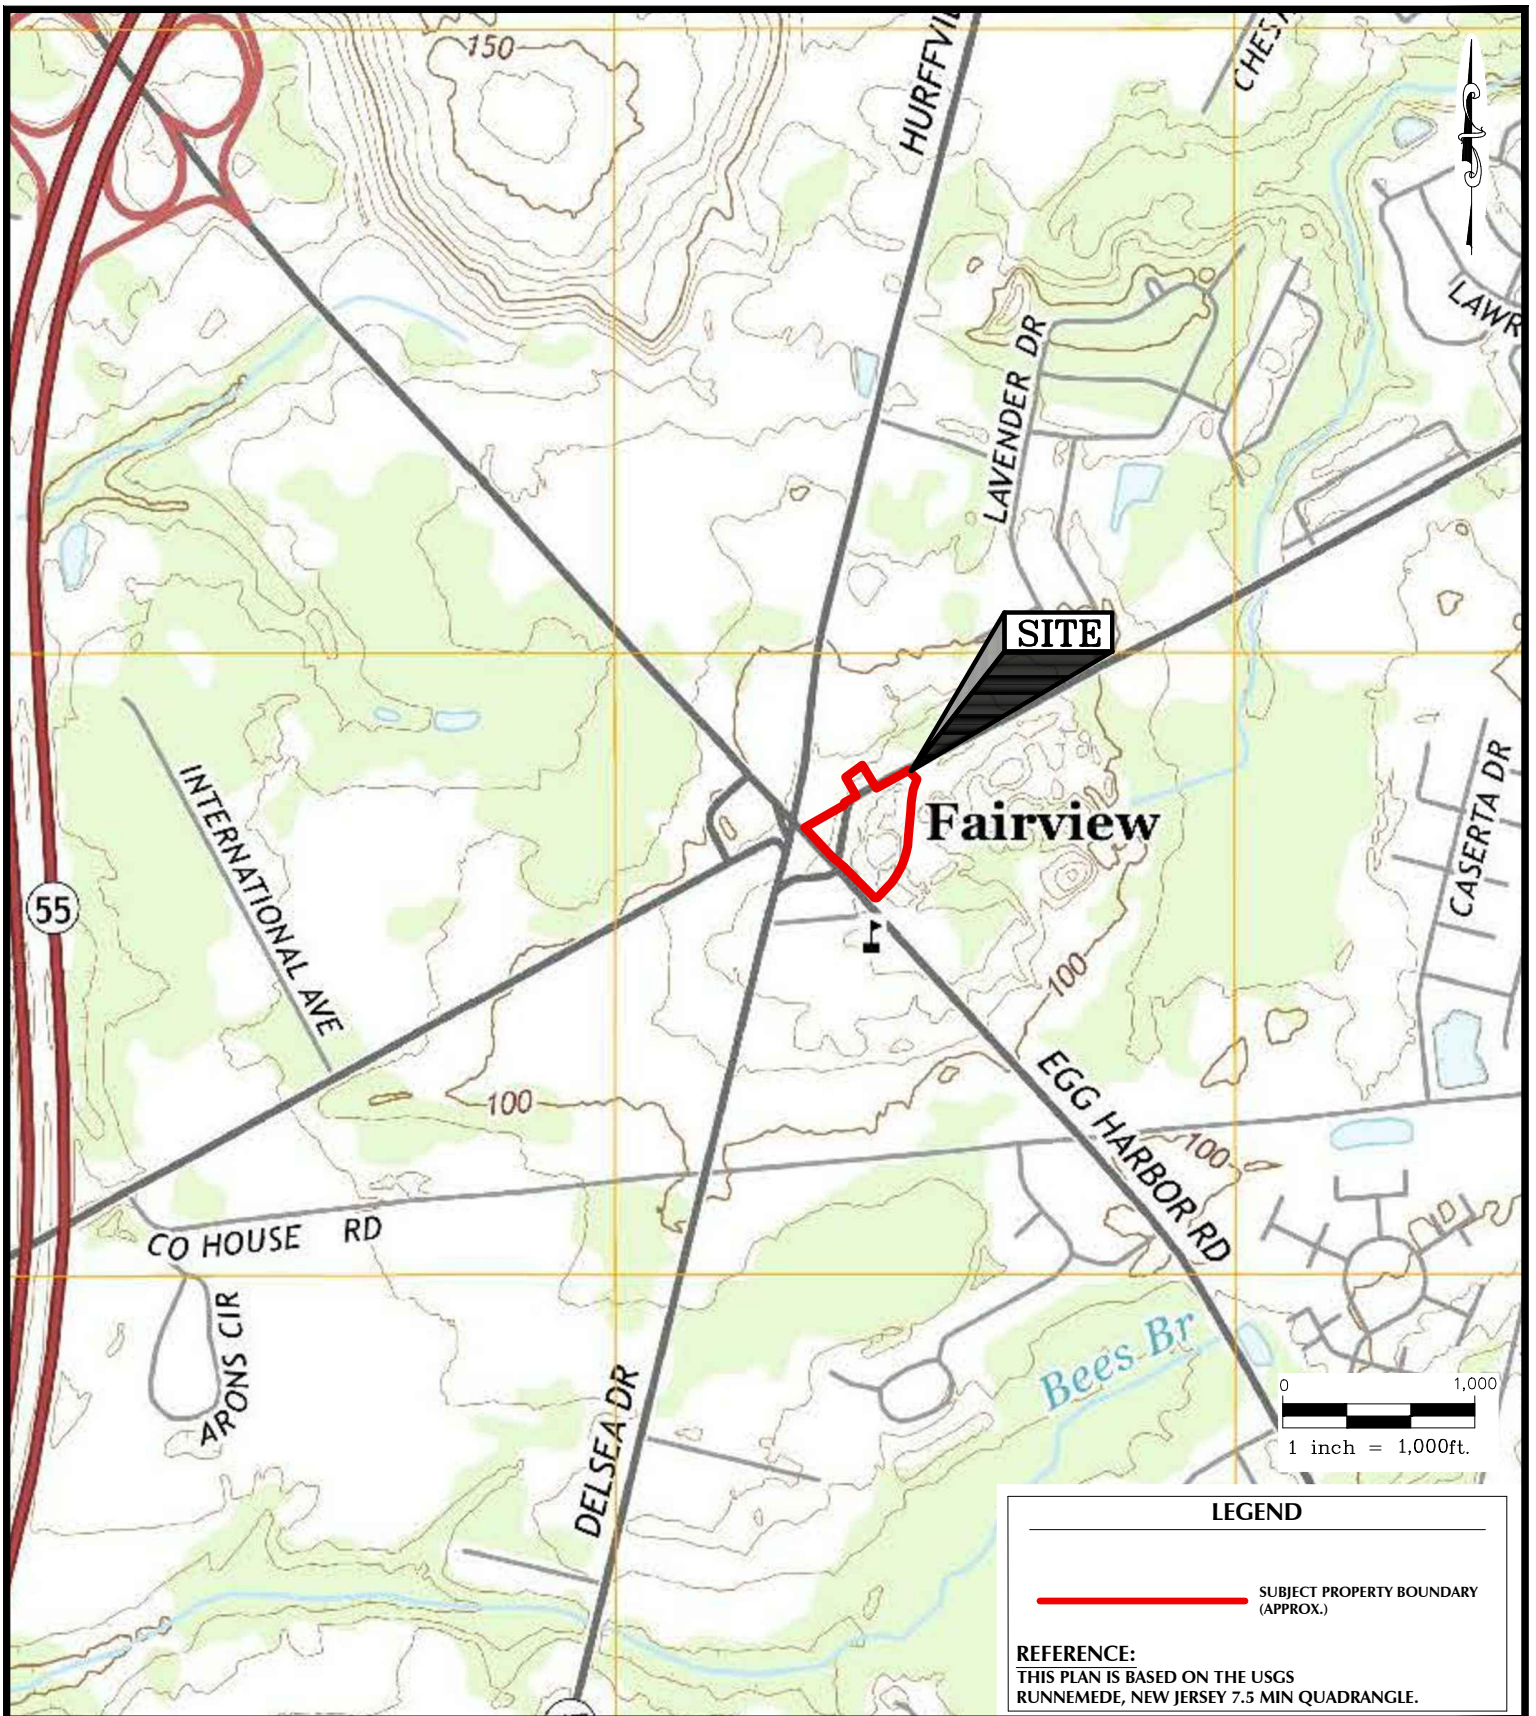 150
HURFFVIL
CHEST
LAWR
LAVENDER DR
SITE
Fairview
INTERNATIONAL AVE
CASERTA DR
55
100
100
EGG HARBOR RD
100
CO HOUSE RD
ARONS CIR
DELSEA DR
Bees Br
0 1,000
1 inch = 1,000ft.
LEGEND
SUBJECT PROPERTY BOUNDARY
(APPROX.)
REFERENCE:
THIS PLAN IS BASED ON THE USGS
RUNNEMEDE, NEW JERSEY 7.5 MIN QUADRANGLE.